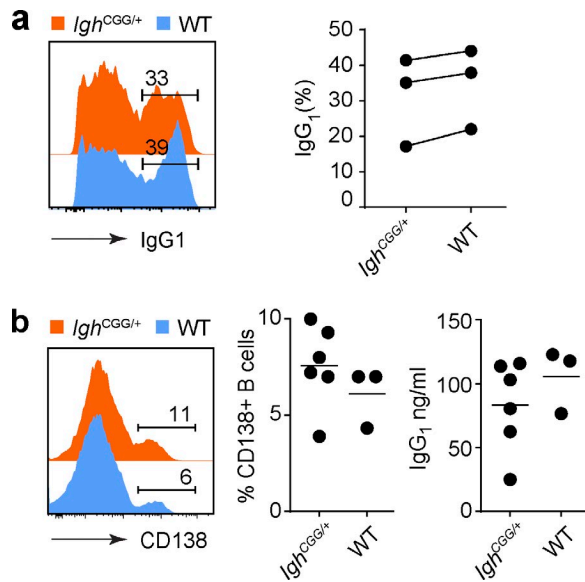 a
Igh^CGG/+ WT
33
39
IgG1
IgG₁(%)
50
40
30
20
10
0
Igh^CGG/+
WT
b
Igh^CGG/+ WT
11
6
CD138
% CD138+ B cells
10
5
0
Igh^CGG/+
WT
IgG₁ ng/ml
150
100
50
0
Igh^CGG/+
WT